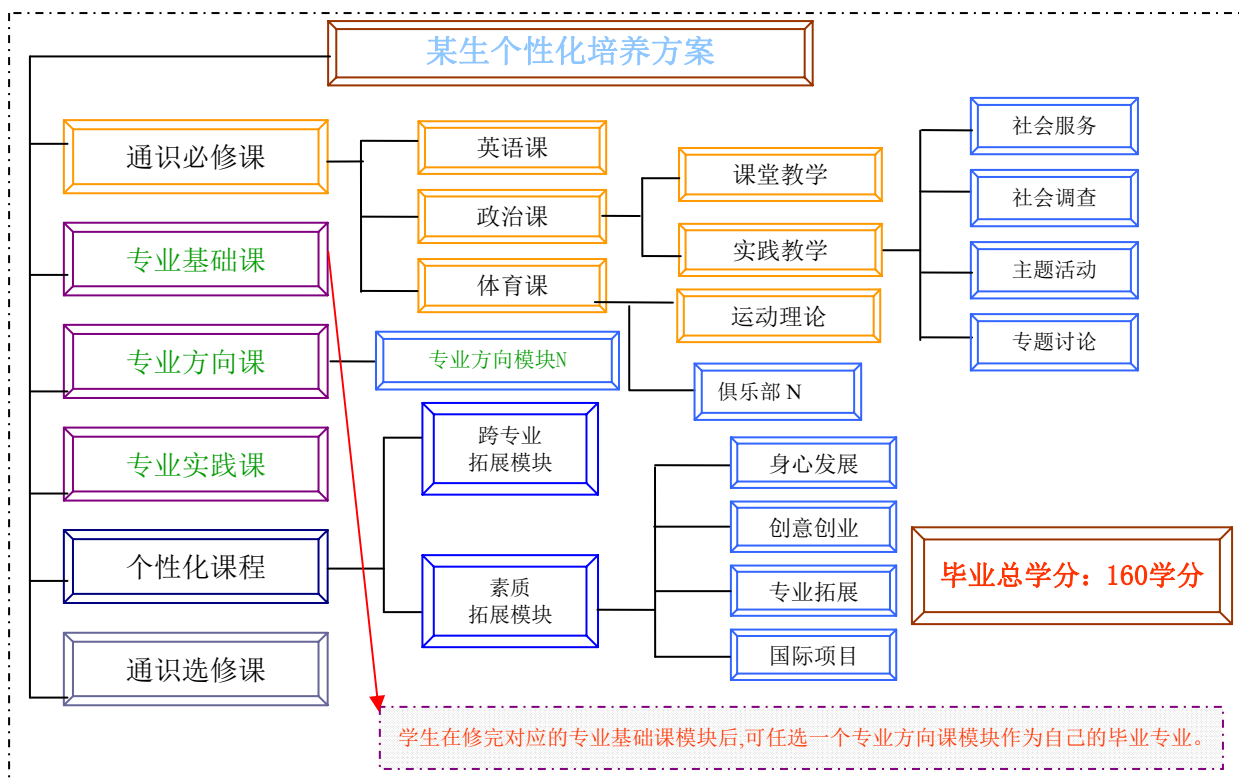 某生个性化培养方案
通识必修课
英语课
政治课
体育课
课堂教学
实践教学
运动理论
俱乐部 N
社会服务
社会调查
主题活动
专题讨论
专业基础课
专业方向课
专业方向模块N
专业实践课
个性化课程
跨专业
拓展模块
素质
拓展模块
身心发展
创意创业
专业拓展
国际项目
通识选修课
毕业总学分：160学分
学生在修完对应的专业基础课模块后,可任选一个专业方向课模块作为自己的毕业专业。